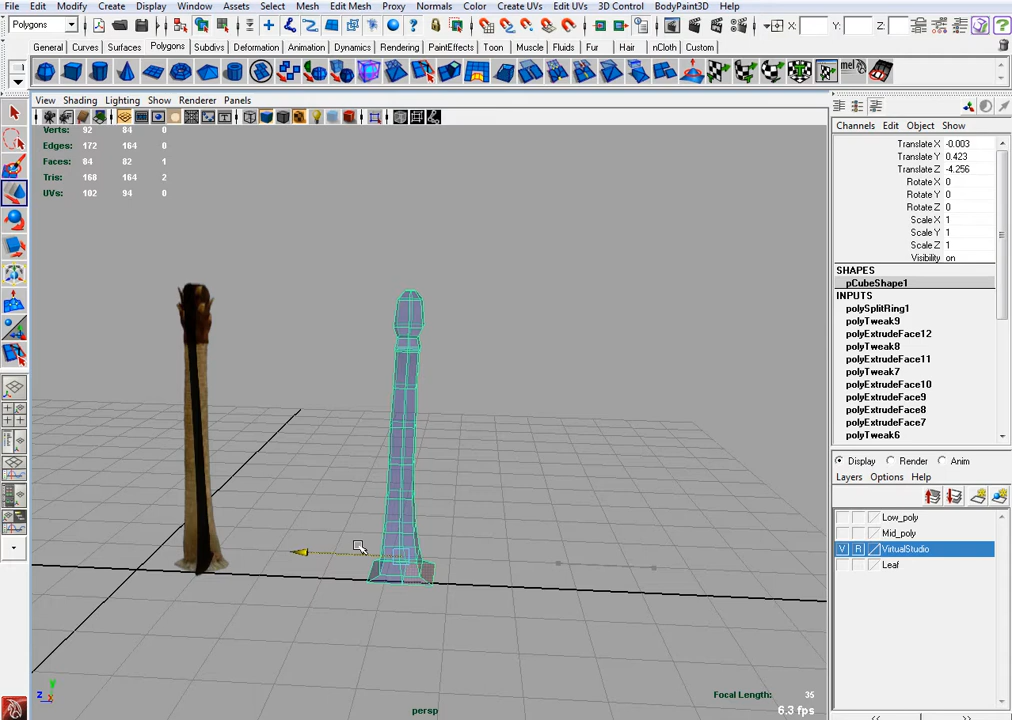 File Edit Modify Create Display Window Assets Select Mesh Edit Mesh Proxy Normals Color Create UVs Edit UVs 3D Control BodyPaint3D Help
Polygons X: Y: Z:
General Curves Surfaces Polygons Subdivs Deformation Animation Dynamics Rendering PaintEffects Toon Muscle Fluids Fur Hair nCloth Custom
mel
View Shading Lighting Show Renderer Panels
Channels Edit Object Show
Verts: 92 84 0
Edges: 172 164 0
Faces: 84 82 1
Tris: 168 164 2
UVs: 102 94 0
Translate X -0.003
Translate Y 0.423
Translate Z -4.256
Rotate X 0
Rotate Y 0
Rotate Z 0
Scale X 1
Scale Y 1
Scale Z 1
Visibility on
SHAPES
pCubeShape1
INPUTS
polySplitRing1
polyTweak9
polyExtrudeFace12
polyTweak8
polyExtrudeFace11
polyTweak7
polyExtrudeFace10
polyExtrudeFace9
polyExtrudeFace8
polyExtrudeFace7
polyTweak6
Display Render Anim
Layers Options Help
Low_poly
Mid_poly
V R VirtualStudio
Leaf
Focal Length: 35
6.3 fps
persp